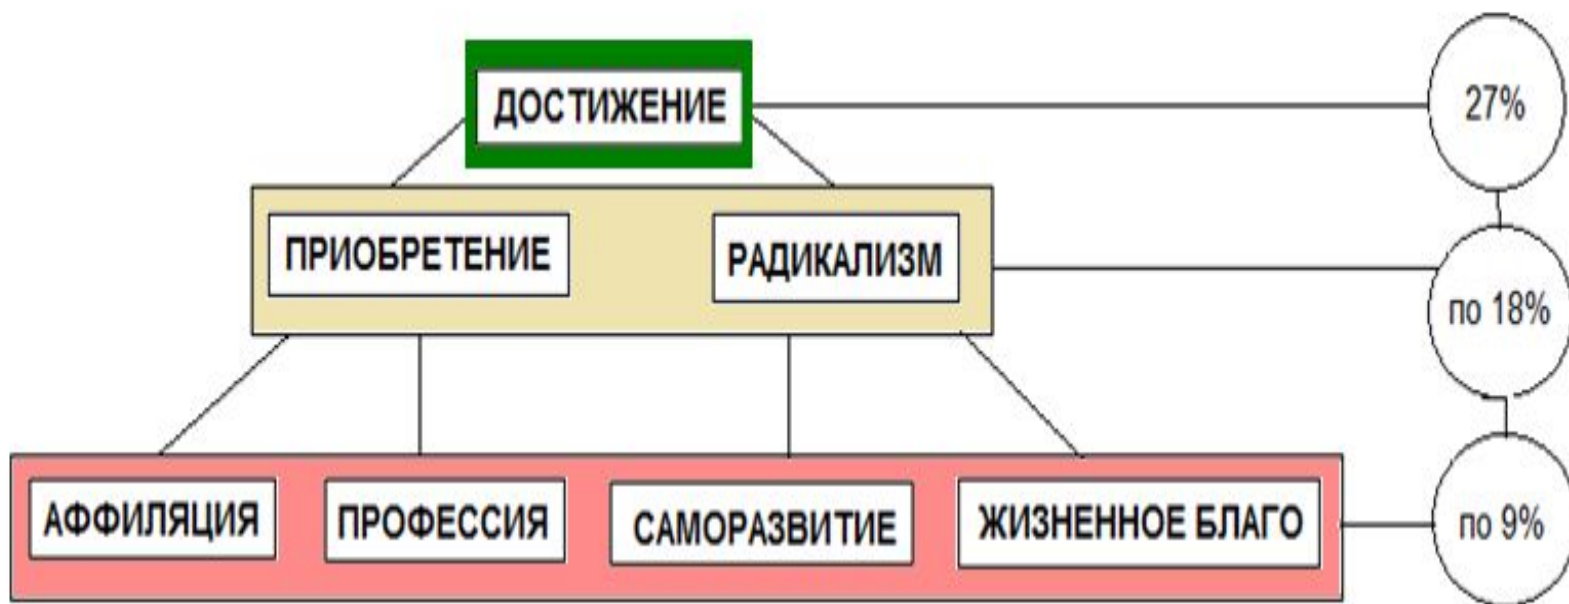 ДОСТИЖЕНИЕ
27%
ПРИОБРЕТЕНИЕ
РАДИКАЛИЗМ
по 18%
АФФИЛЯЦИЯ
ПРОФЕССИЯ
САМОРАЗВИТИЕ
ЖИЗНЕННОЕ БЛАГО
по 9%